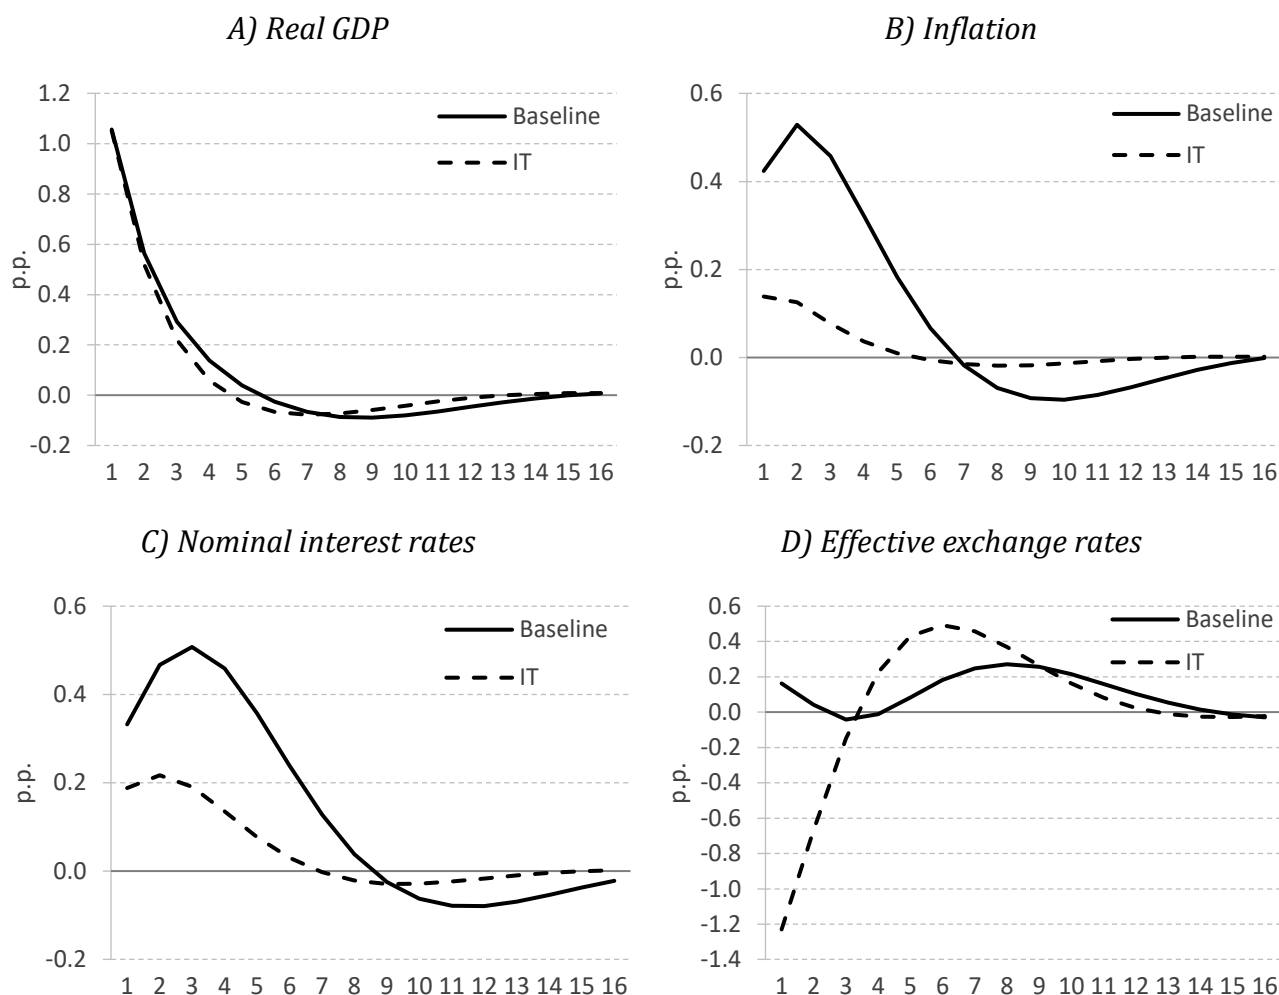 A) Real GDP
1.2
1.0
0.8
0.6
0.4
0.2
0.0
-0.2
p.p.
Baseline
IT
1 2 3 4 5 6 7 8 9 10 11 12 13 14 15 16
B) Inflation
0.6
0.4
0.2
0.0
-0.2
p.p.
Baseline
IT
1 2 3 4 5 6 7 8 9 10 11 12 13 14 15 16
C) Nominal interest rates
0.6
0.4
0.2
0.0
-0.2
p.p.
Baseline
IT
1 2 3 4 5 6 7 8 9 10 11 12 13 14 15 16
D) Effective exchange rates
0.6
0.4
0.2
0.0
-0.2
-0.4
-0.6
-0.8
-1.0
-1.2
-1.4
p.p.
Baseline
IT
1 2 3 4 5 6 7 8 9 10 11 12 13 14 15 16